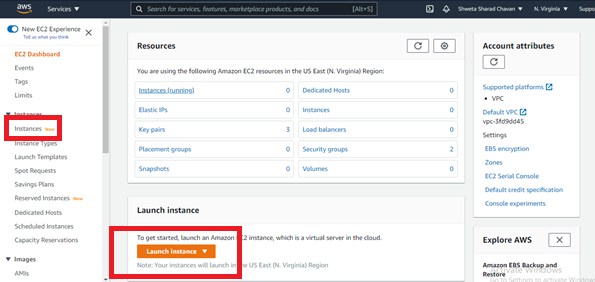 aws
Services
Search for services, features, marketplace products, and docs
[Alt+S]
Shweta Sharad Chavan
N. Virginia
Suppo
New EC2 Experience
Tell us what you think
EC2 Dashboard
Events
Tags
Limits
Instances
Instances New
Instance Types
Launch Templates
Spot Requests
Savings Plans
Reserved Instances New
Dedicated Hosts
Scheduled Instances
Capacity Reservations
Images
AMIs
Resources
You are using the following Amazon EC2 resources in the US East (N. Virginia) Region:
Instances (running) 0
Dedicated Hosts 0
Elastic IPs 0
Instances 0
Key pairs 3
Load balancers 0
Placement groups 0
Security groups 2
Snapshots 0
Volumes 0
Launch instance
To get started, launch an Amazon EC2 instance, which is a virtual server in the cloud.
Launch instance
Note: Your instances will launch in the US East (N. Virginia) Region
Account attributes
Supported platforms
VPC
Default VPC
vpc-3fd9dd45
Settings
EBS encryption
Zones
EC2 Serial Console
Default credit specification
Console experiments
Explore AWS
Amazon EBS Backup and
Restore
Activate Windows
Go to Settings to activate Windows